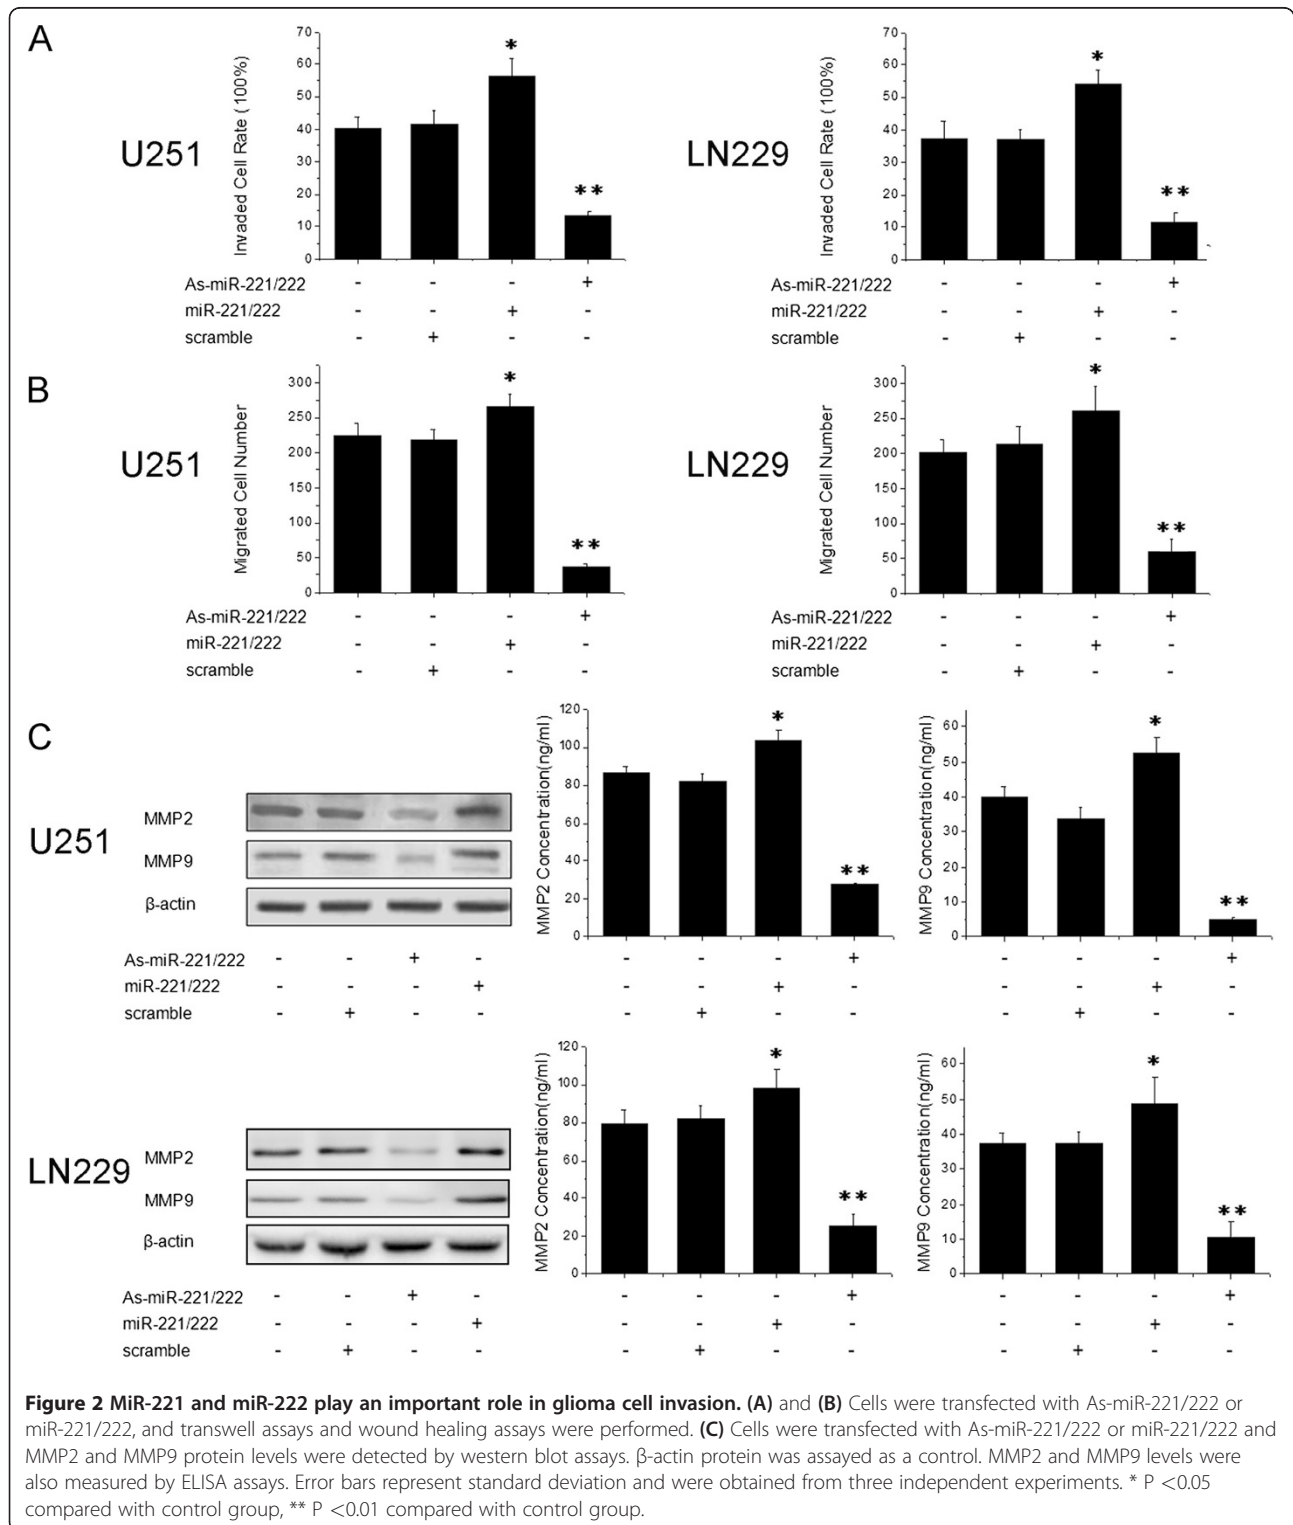 A
U251
Invaded Cell Rate (100%)
70
60
50
40
30
20
10
0
*
**
As-miR-221/222 - - - +
miR-221/222 - - + -
scramble - + - -
LN229
Invaded Cell Rate (100%)
70
60
50
40
30
20
10
0
*
**
As-miR-221/222 - - - +
miR-221/222 - - + -
scramble - + - -
B
U251
Migrated Cell Number
300
250
200
150
100
50
0
*
**
As-miR-221/222 - - - +
miR-221/222 - - + -
scramble - + - -
LN229
Migrated Cell Number
300
250
200
150
100
50
0
*
**
As-miR-221/222 - - - +
miR-221/222 - - + -
scramble - + - -
C
U251
MMP2
MMP9
β-actin
As-miR-221/222 - - + -
miR-221/222 - - - +
scramble - + - -
MMP2 Concentration(ng/ml)
120
100
80
60
40
20
0
*
**
- - - +
- - + -
- + - -
MMP9 Concentration(ng/ml)
60
50
40
30
20
10
0
*
**
- - - +
- - + -
- + - -
LN229
MMP2
MMP9
β-actin
As-miR-221/222 - - + -
miR-221/222 - - - +
scramble - + - -
MMP2 Concentration(ng/ml)
120
100
80
60
40
20
0
*
**
- - - +
- - + -
- + - -
MMP9 Concentration(ng/ml)
60
50
40
30
20
10
0
*
**
- - - +
- - + -
- + - -
Figure 2 MiR-221 and miR-222 play an important role in glioma cell invasion. (A) and (B) Cells were transfected with As-miR-221/222 or
miR-221/222, and transwell assays and wound healing assays were performed. (C) Cells were transfected with As-miR-221/222 or miR-221/222 and
MMP2 and MMP9 protein levels were detected by western blot assays. β-actin protein was assayed as a control. MMP2 and MMP9 levels were
also measured by ELISA assays. Error bars represent standard deviation and were obtained from three independent experiments. * P <0.05
compared with control group, ** P <0.01 compared with control group.